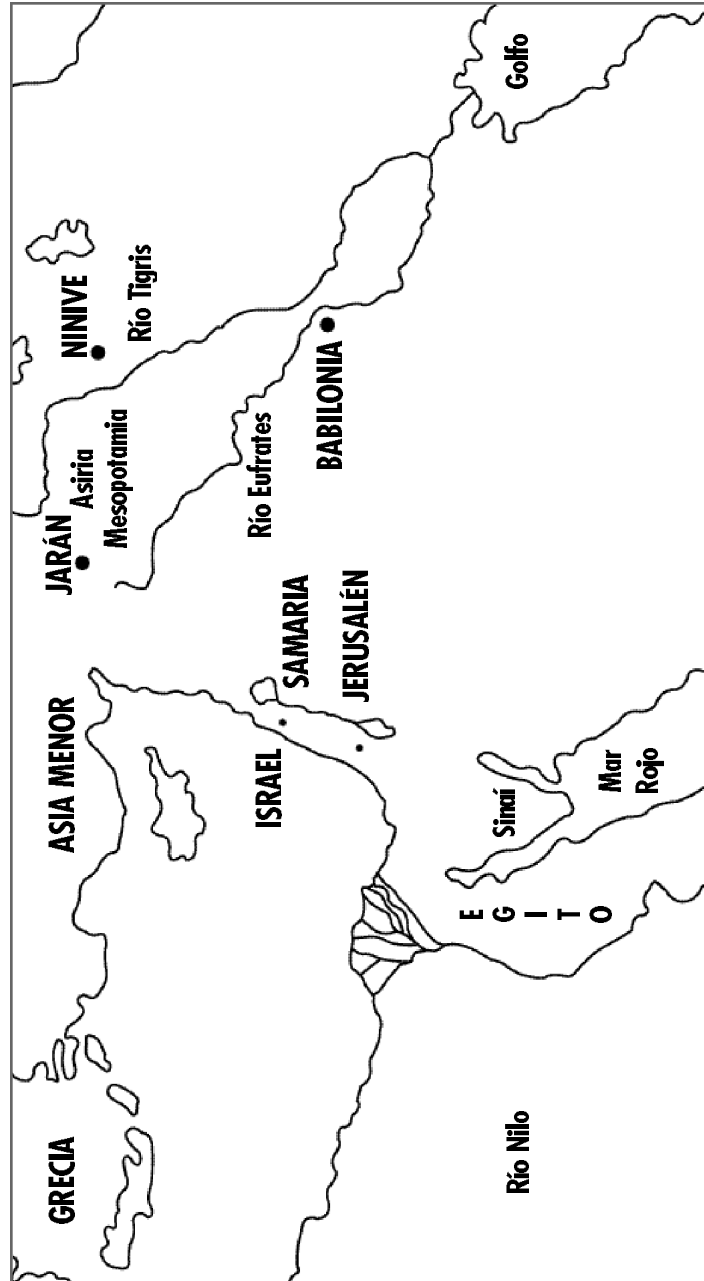 GRECIA
ASIA MENOR
JARÁN
NINIVE
Asiria
Mesopotamia
Río Tigris
Río Eufrates
BABILONIA
Golfo
ISRAEL
SAMARIA
JERUSALÉN
Sinaí
Mar
Rojo
EGITO
Río Nilo